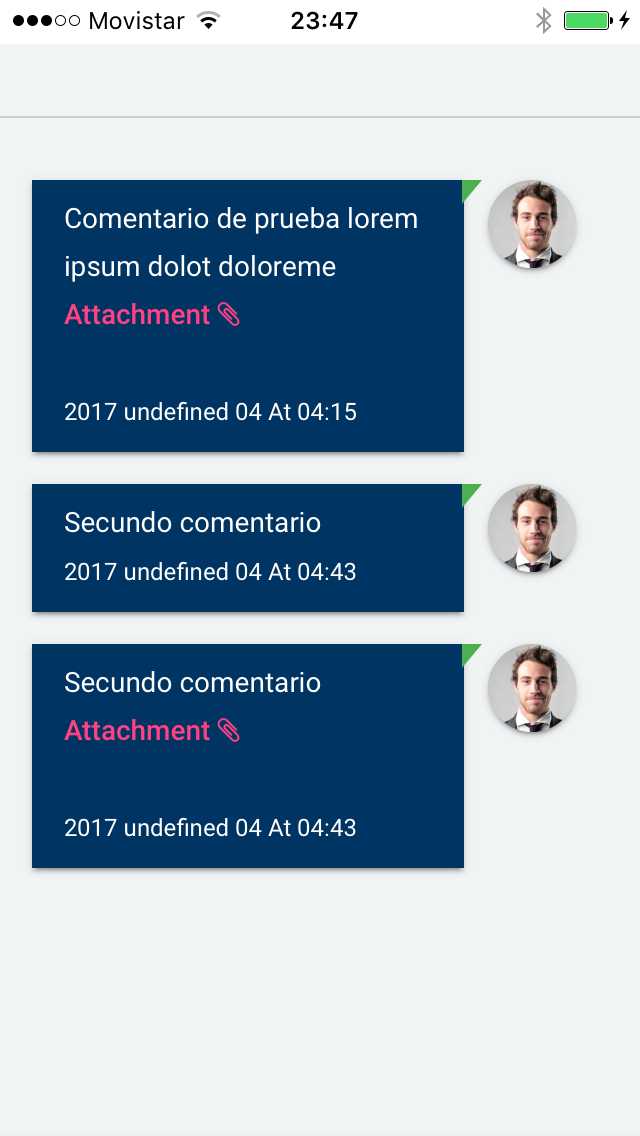 Movistar 23:47
Comentario de prueba lorem
ipsum dolot doloreme
Attachment
2017 undefined 04 At 04:15
Secundo comentario
2017 undefined 04 At 04:43
Secundo comentario
Attachment
2017 undefined 04 At 04:43